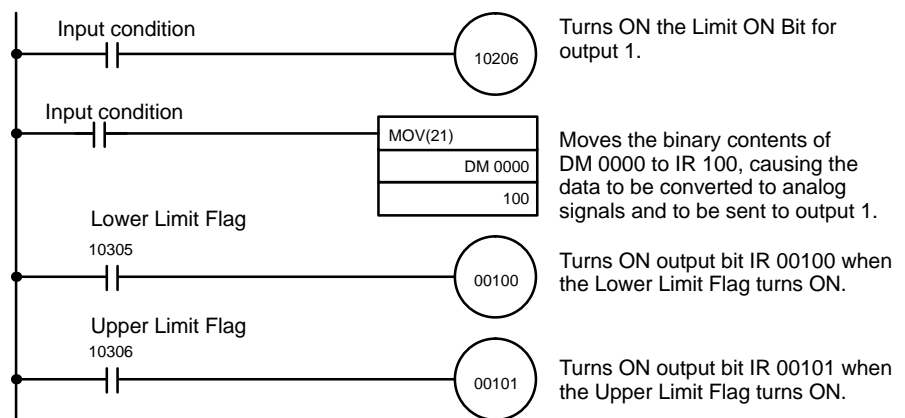 Input condition
10206
Turns ON the Limit ON Bit for
output 1.
Input condition
MOV(21)
DM 0000
100
Moves the binary contents of
DM 0000 to IR 100, causing the
data to be converted to analog
signals and to be sent to output 1.
Lower Limit Flag
10305
00100
Turns ON output bit IR 00100 when
the Lower Limit Flag turns ON.
Upper Limit Flag
10306
00101
Turns ON output bit IR 00101 when
the Upper Limit Flag turns ON.